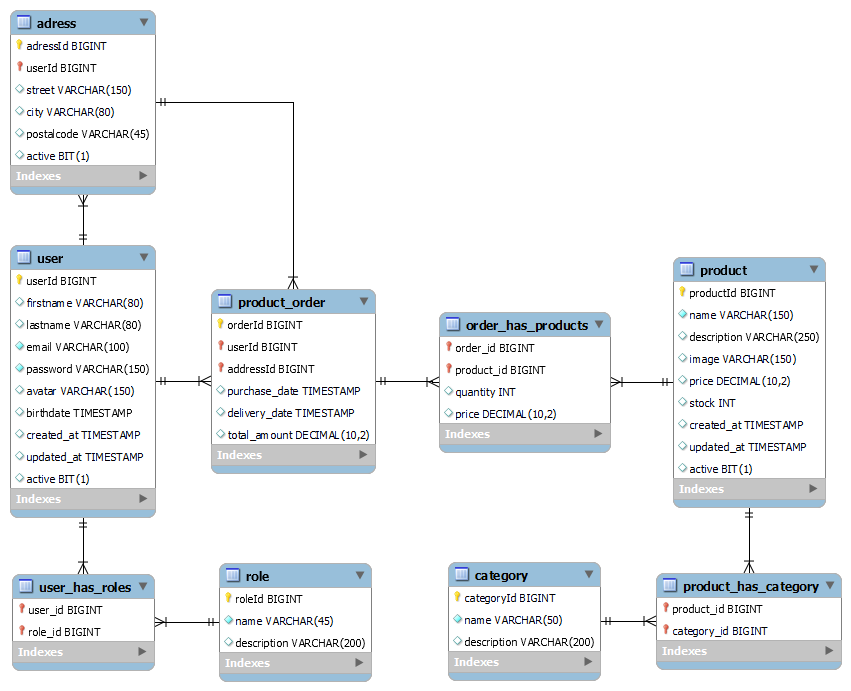 adress
adressId BIGINT
userId BIGINT
street VARCHAR(150)
city VARCHAR(80)
postalcode VARCHAR(45)
active BIT(1)
Indexes
user
userId BIGINT
firstname VARCHAR(80)
lastname VARCHAR(80)
email VARCHAR(100)
password VARCHAR(150)
avatar VARCHAR(150)
birthdate TIMESTAMP
created_at TIMESTAMP
updated_at TIMESTAMP
active BIT(1)
Indexes
product_order
orderId BIGINT
userId BIGINT
addressId BIGINT
purchase_date TIMESTAMP
delivery_date TIMESTAMP
total_amount DECIMAL(10,2)
Indexes
order_has_products
order_id BIGINT
product_id BIGINT
quantity INT
price DECIMAL(10,2)
Indexes
product
productId BIGINT
name VARCHAR(150)
description VARCHAR(250)
image VARCHAR(150)
price DECIMAL(10,2)
stock INT
created_at TIMESTAMP
updated_at TIMESTAMP
active BIT(1)
Indexes
user_has_roles
user_id BIGINT
role_id BIGINT
Indexes
role
roleId BIGINT
name VARCHAR(45)
description VARCHAR(200)
Indexes
category
categoryId BIGINT
name VARCHAR(50)
description VARCHAR(200)
Indexes
product_has_category
product_id BIGINT
category_id BIGINT
Indexes